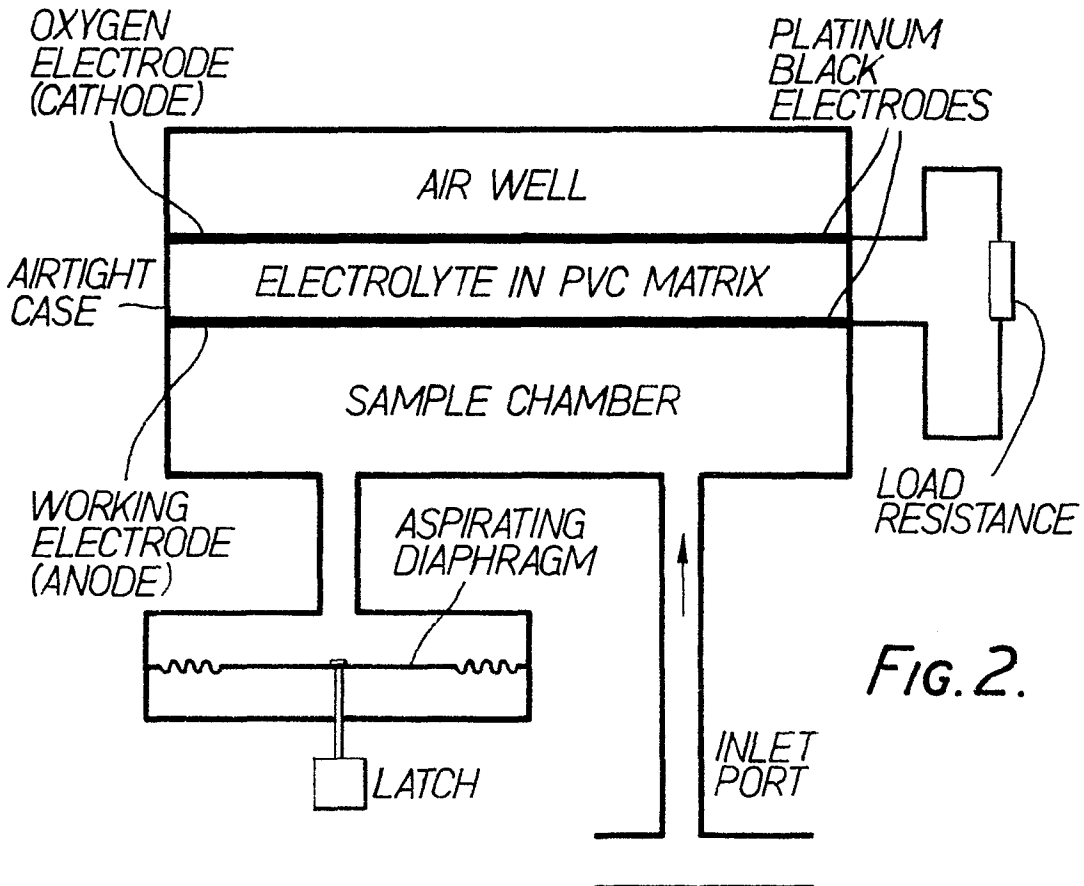 OXYGEN
ELECTRODE
(CATHODE)
PLATINUM
BLACK
ELECTRODES
AIR WELL
AIRTIGHT
CASE
ELECTROLYTE IN PVC MATRIX
SAMPLE CHAMBER
WORKING
ELECTRODE
(ANODE)
ASPIRATING
DIAPHRAGM
LOAD
RESISTANCE
FIG. 2.
LATCH
INLET
PORT